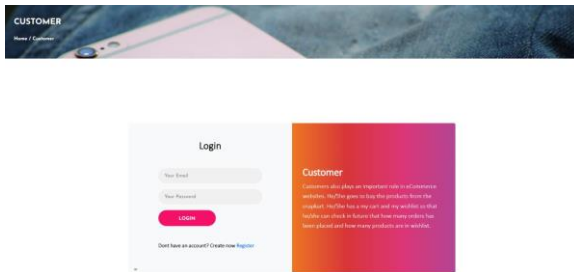 CUSTOMER
Home / Customer
Login
Your Email
Your Password
LOGIN
Dont have an account? Create now Register
Customer
Customers also plays an important role in eCommerce
websites. He/She goes to buy the products from the
crapkart. He/She has a my cart and my wishlist so that
he/she can check in future that how many orders has
been placed and how many products are in wishlist.